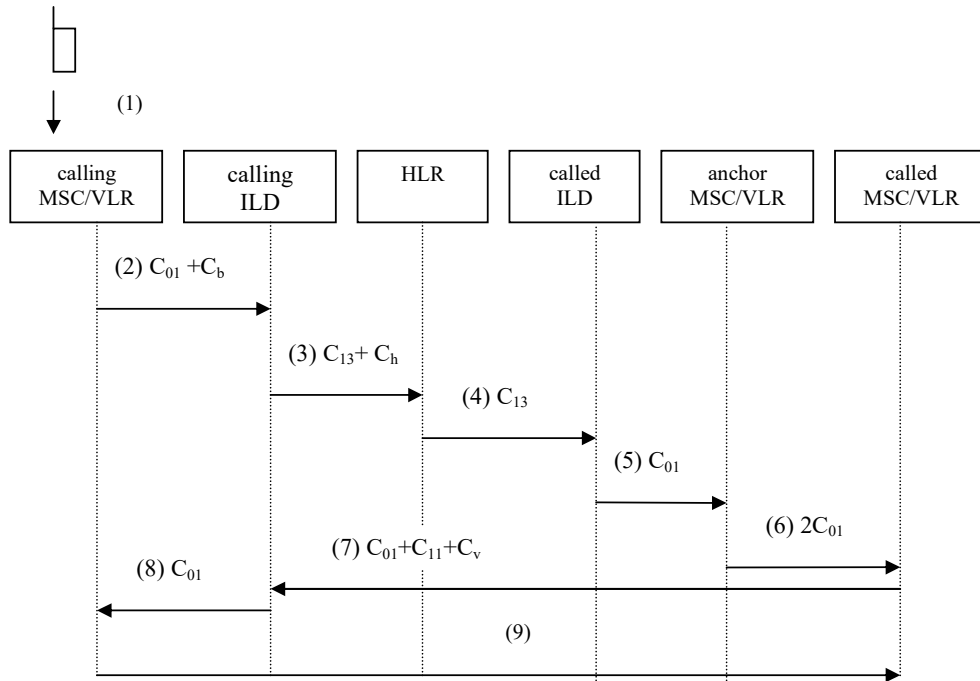 (1)
calling
MSC/VLR
calling
ILD
HLR
called
ILD
anchor
MSC/VLR
called
MSC/VLR
(2) C₀₁ +C_b
(3) C₁₃+ Cₕ
(4) C₁₃
(5) C₀₁
(6) 2C₀₁
(7) C₀₁+C₁₁+Cᵥ
(8) C₀₁
(9)